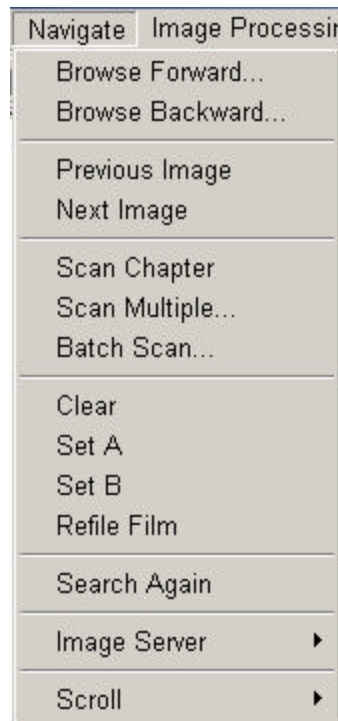 Navigate Image Processin
Browse Forward...
Browse Backward...
Previous Image
Next Image
Scan Chapter
Scan Multiple...
Batch Scan...
Clear
Set A
Set B
Refile Film
Search Again
Image Server
Scroll